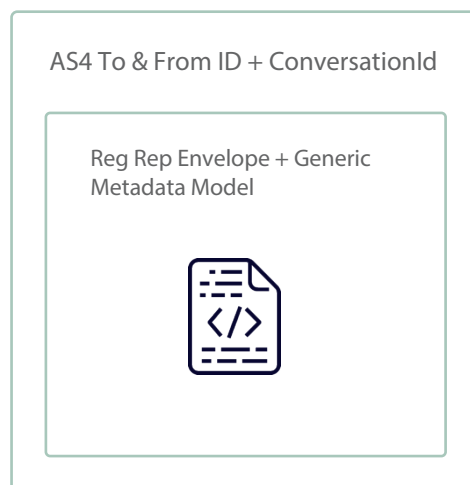 AS4 To & From ID + ConversationId
Reg Rep Envelope + Generic
Metadata Model